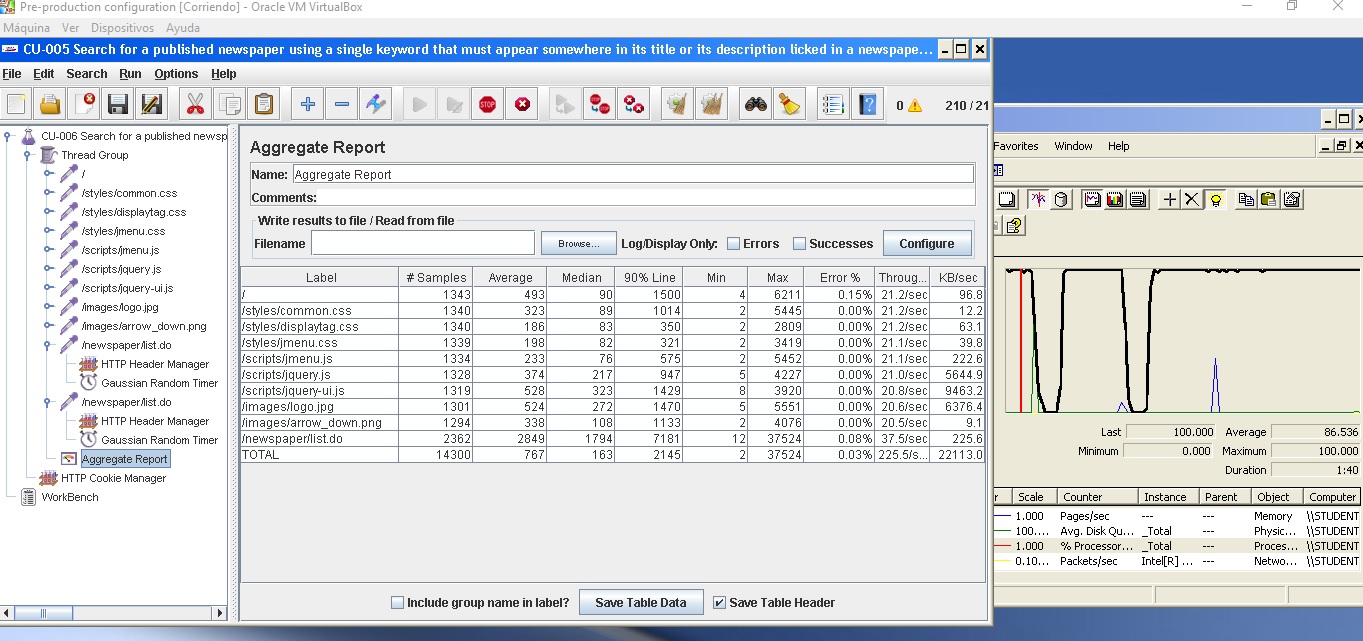 Pre-production configuration [Corriendo] - Oracle VM VirtualBox
Máquina Ver Dispositivos Ayuda
CU-005 Search for a published newspaper using a single keyword that must appear somewhere in its title or its description licked in a newspape...
File Edit Search Run Options Help
0 210 / 21
CU-006 Search for a published newsp
Thread Group
/
/styles/common.css
/styles/displaytag.css
/styles/jmenu.css
/scripts/jmenu.js
/scripts/jquery.js
/scripts/jquery-ui.js
/images/logo.jpg
/images/arrow_down.png
/newspaper/list.do
HTTP Header Manager
Gaussian Random Timer
/newspaper/list.do
HTTP Header Manager
Gaussian Random Timer
Aggregate Report
HTTP Cookie Manager
WorkBench
Aggregate Report
Name: Aggregate Report
Comments:
Write results to file / Read from file
Filename Browse... Log/Display Only: Errors Successes Configure
Label # Samples Average Median 90% Line Min Max Error % Throug... KB/sec
/ 1343 493 90 1500 4 6211 0.15% 21.2/sec 96.8
/styles/common.css 1340 323 89 1014 2 5445 0.00% 21.2/sec 12.2
/styles/displaytag.css 1340 186 83 350 2 2809 0.00% 21.2/sec 63.1
/styles/jmenu.css 1339 198 82 321 2 3419 0.00% 21.1/sec 39.8
/scripts/jmenu.js 1334 233 76 575 2 5452 0.00% 21.1/sec 222.6
/scripts/jquery.js 1328 374 217 947 5 4227 0.00% 21.0/sec 5644.9
/scripts/jquery-ui.js 1319 528 323 1429 8 3920 0.00% 20.8/sec 9463.2
/images/logo.jpg 1301 524 272 1470 5 5551 0.00% 20.6/sec 6376.4
/images/arrow_down.png 1294 338 108 1133 2 4076 0.00% 20.5/sec 9.1
/newspaper/list.do 2362 2849 1794 7181 12 37524 0.08% 37.5/sec 225.6
TOTAL 14300 767 163 2145 2 37524 0.03% 225.5/s... 22113.0
Include group name in label? Save Table Data Save Table Header
Favorites Window Help
Last 100.000 Average 86.536
Minimum 0.000 Maximum 100.000
Duration 1:40
r Scale Counter Instance Parent Object Computer
1.000 Pages/sec --- --- Memory \\STUDENT
100.... Avg. Disk Qu... _Total --- Physic... \\STUDENT
1.000 % Processor... _Total --- Proces... \\STUDENT
0.10... Packets/sec Intel[R] ... --- Netwo... \\STUDENT